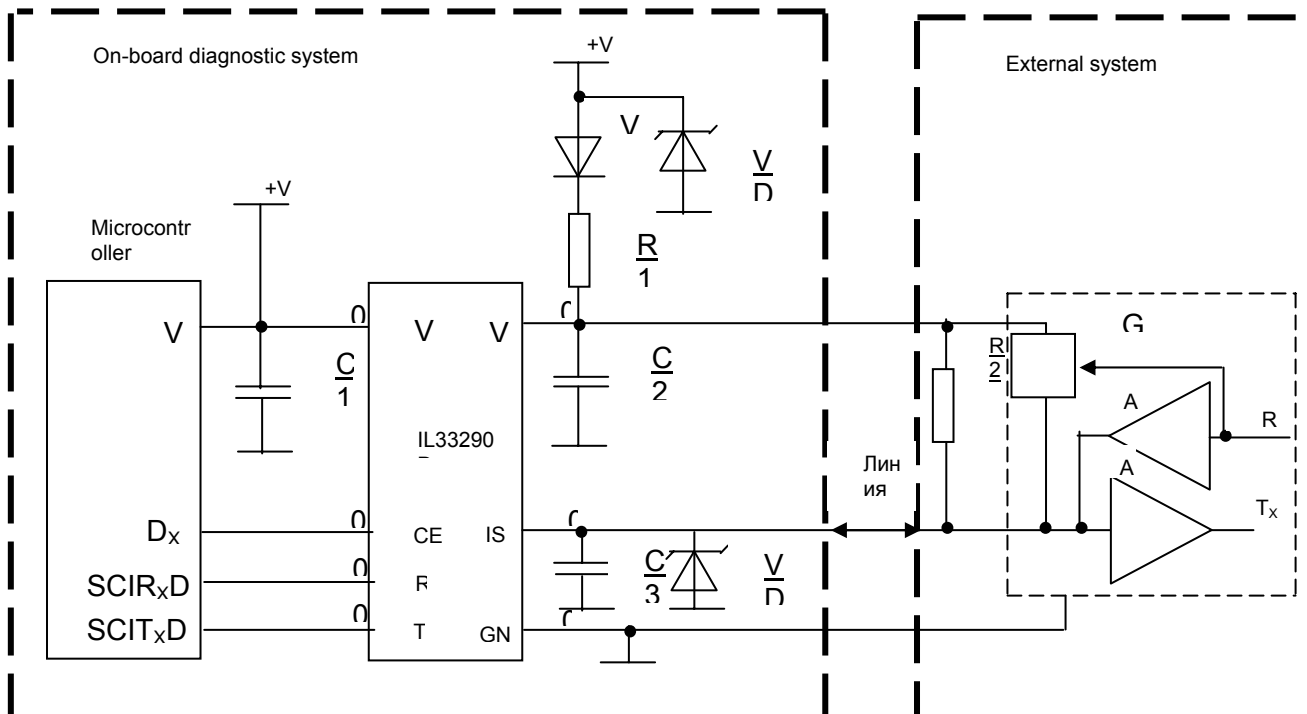 On-board diagnostic system
External system
+V
V
V
D
+V
Microcontr
oller
R
1
V
0
V
V
C
1
C
2
G
R
2
A
R
IL33290
A
Лин
ия
Tx
Dx
0
CE
IS
C
3
V
D
SCIRxD
0
R
SCITxD
0
T
GN